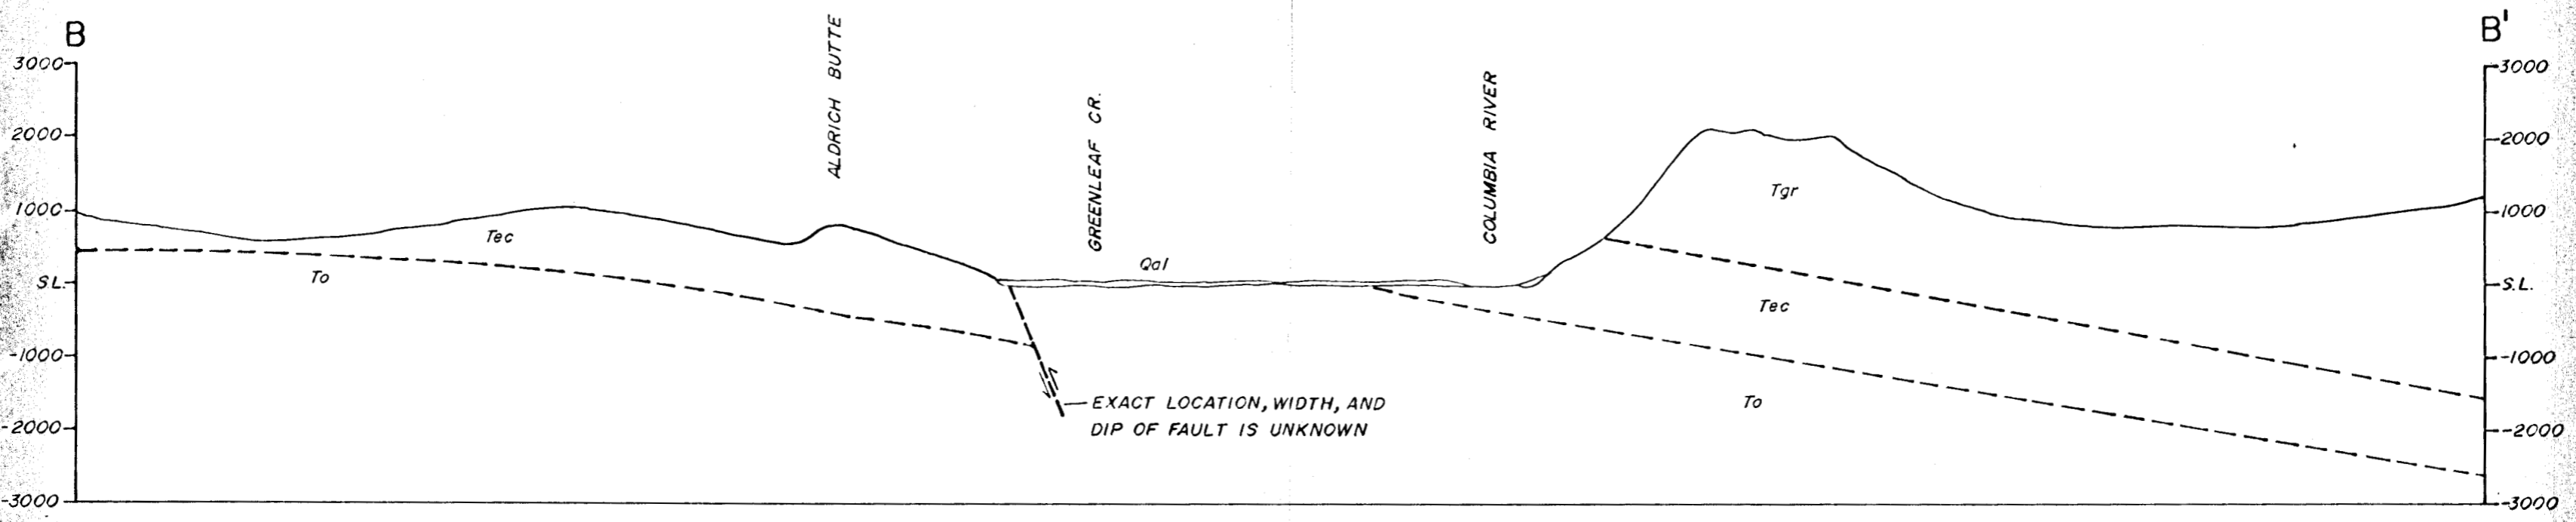 B
B'
3000
2000
1000
S.L.
-1000
-2000
-3000
ALDRICH BUTTE
GREENLEAF CR.
COLUMBIA RIVER
Tec
To
Qal
Tgr
Tec
To
EXACT LOCATION, WIDTH, AND
DIP OF FAULT IS UNKNOWN
3000
2000
1000
S.L.
-1000
-2000
-3000